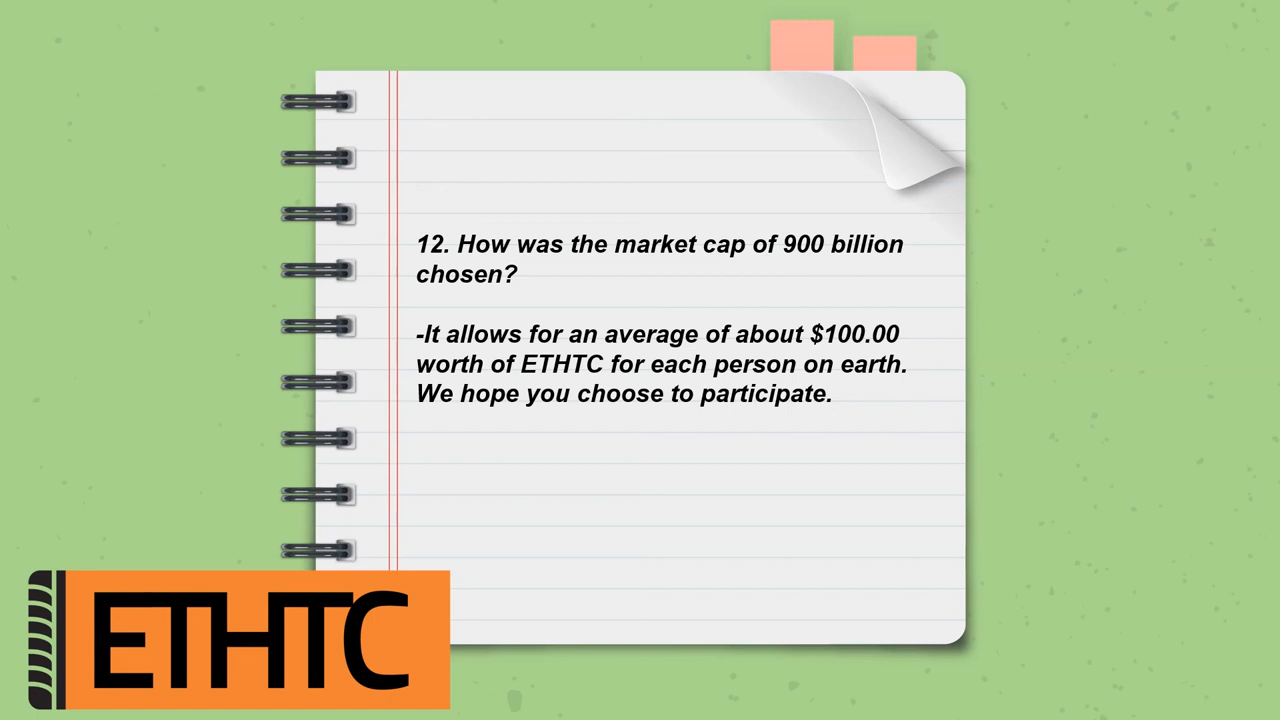 12. How was the market cap of 900 billion
chosen?
-It allows for an average of about $100.00
worth of ETHTC for each person on earth.
We hope you choose to participate.
ETHTC